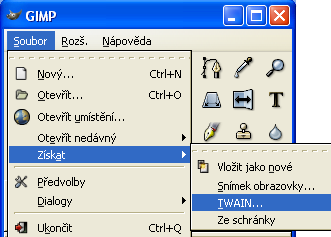 GIMP
Soubor Rozš. Nápověda
Nový... Ctrl+N
Otevřít... Ctrl+O
Otevřít umístění...
Otevřít nedávný
Získat
Vložit jako nové
Předvolby
Snímek obrazovky...
Dialogy
TWAIN...
Ze schránky
Ukončit Ctrl+Q